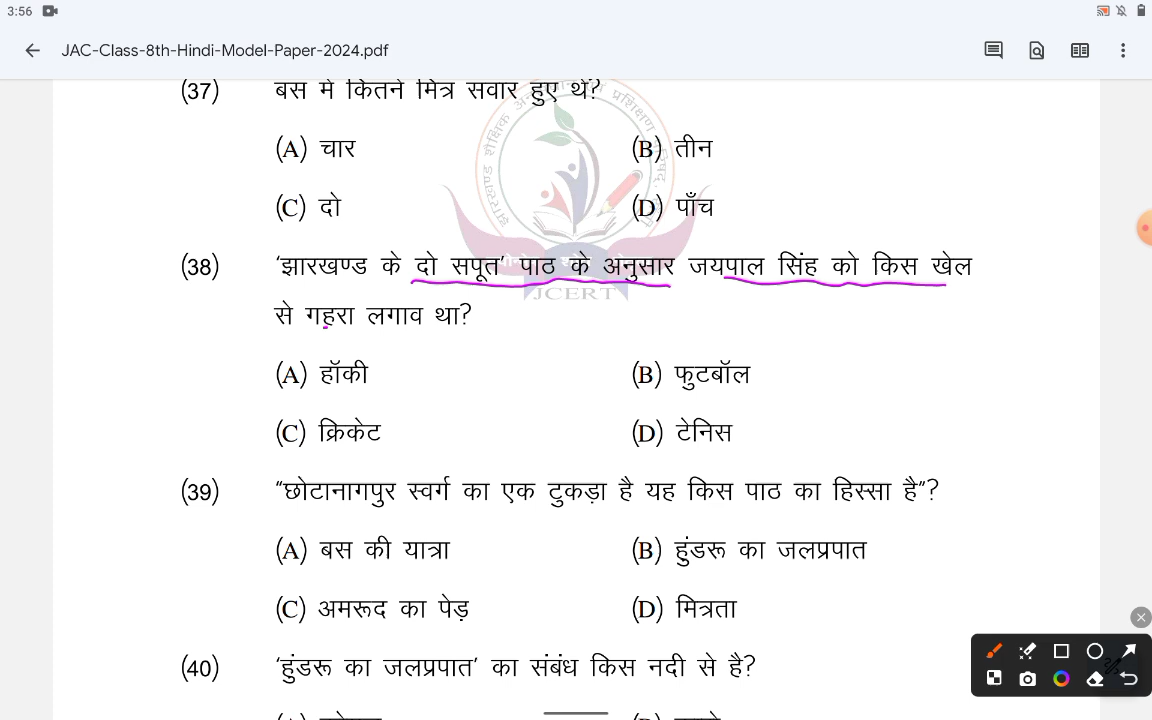 3:56
JAC-Class-8th-Hindi-Model-Paper-2024.pdf
(37) बस में कितने मित्र सवार हुए थे?
(A) चार (B) तीन
(C) दो (D) पाँच
(38) ‘झारखण्ड के दो सपूत’ पाठ के अनुसार जयपाल सिंह को किस खेल
JCERT
से गहरा लगाव था?
(A) हॉकी (B) फुटबॉल
(C) क्रिकेट (D) टेनिस
(39) “छोटानागपुर स्वर्ग का एक टुकड़ा है यह किस पाठ का हिस्सा है”?
(A) बस की यात्रा (B) हुंडरू का जलप्रपात
(C) अमरूद का पेड़ (D) मित्रता
(40) ‘हुंडरू का जलप्रपात’ का संबंध किस नदी से है?